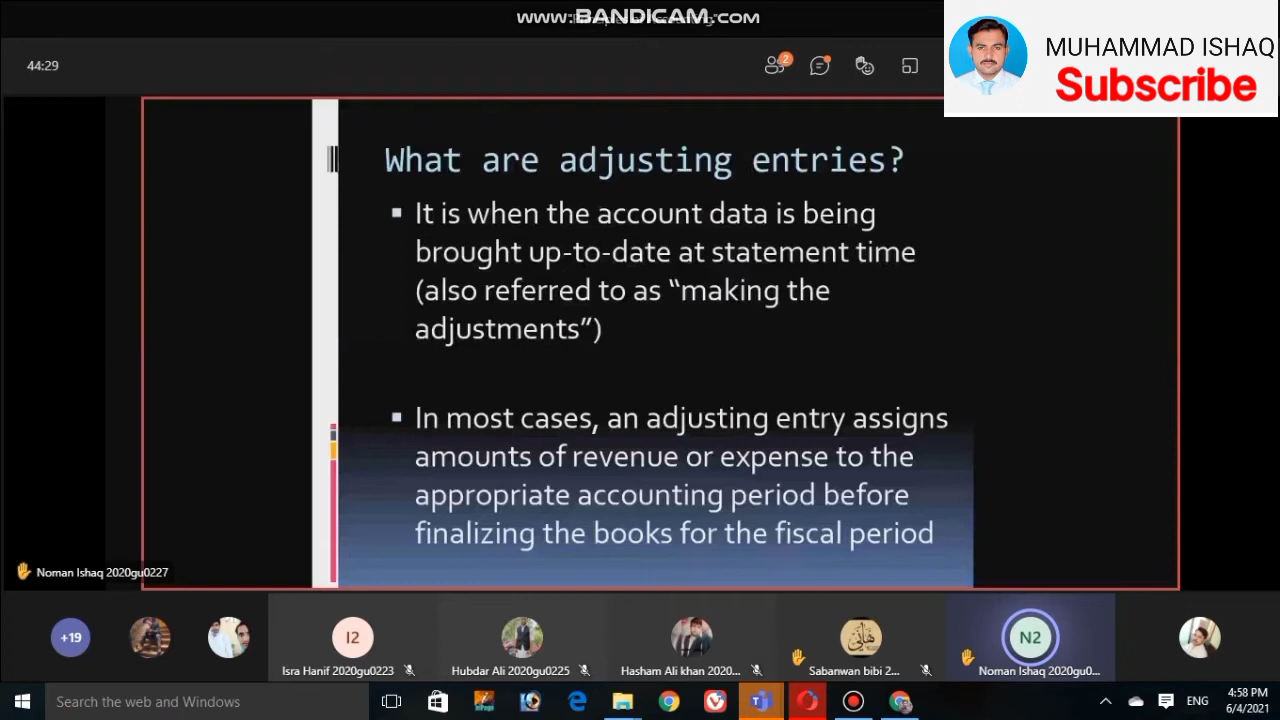 WWW.BANDICAM.COM
MUHAMMAD ISHAQ
Subscribe
44:29
2
What are adjusting entries?
It is when the account data is being
brought up-to-date at statement time
(also referred to as “making the
adjustments”)
In most cases, an adjusting entry assigns
amounts of revenue or expense to the
appropriate accounting period before
finalizing the books for the fiscal period
Noman Ishaq 2020gu0227
+19
I2
N2
Isra Hanif 2020gu0223
Hubdar Ali 2020gu0225
Hasham Ali khan 2020...
Sabanwan bibi 2...
Noman Ishaq 2020gu0...
Search the web and Windows
ENG
4:58 PM
6/4/2021